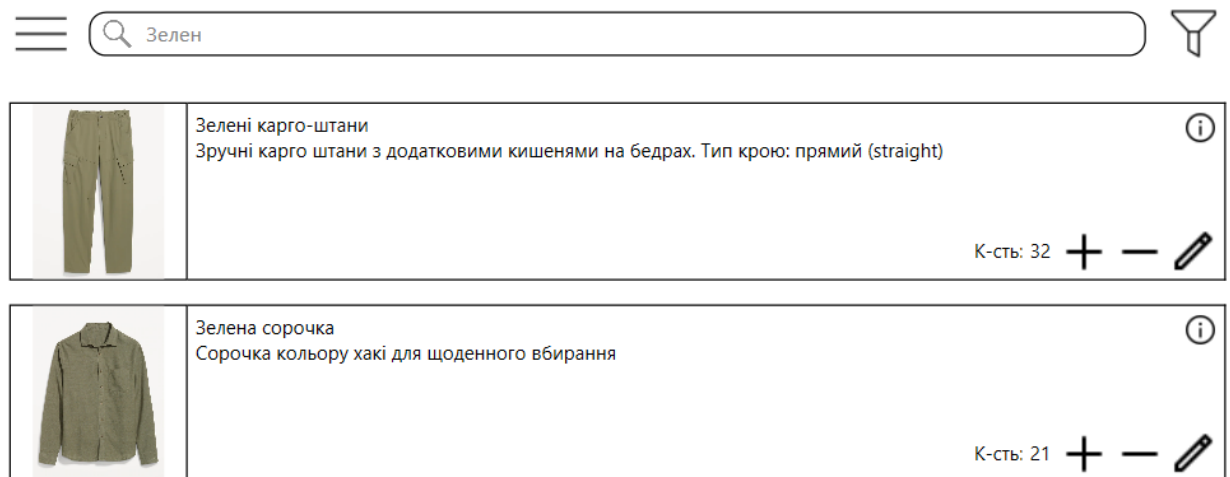 Зелен
Зелені карго-штани
Зручні карго штани з додатковими кишенями на бедрах. Тип крою: прямий (straight)
К-сть: 32
Зелена сорочка
Сорочка кольору хакі для щоденного вбирання
К-сть: 21